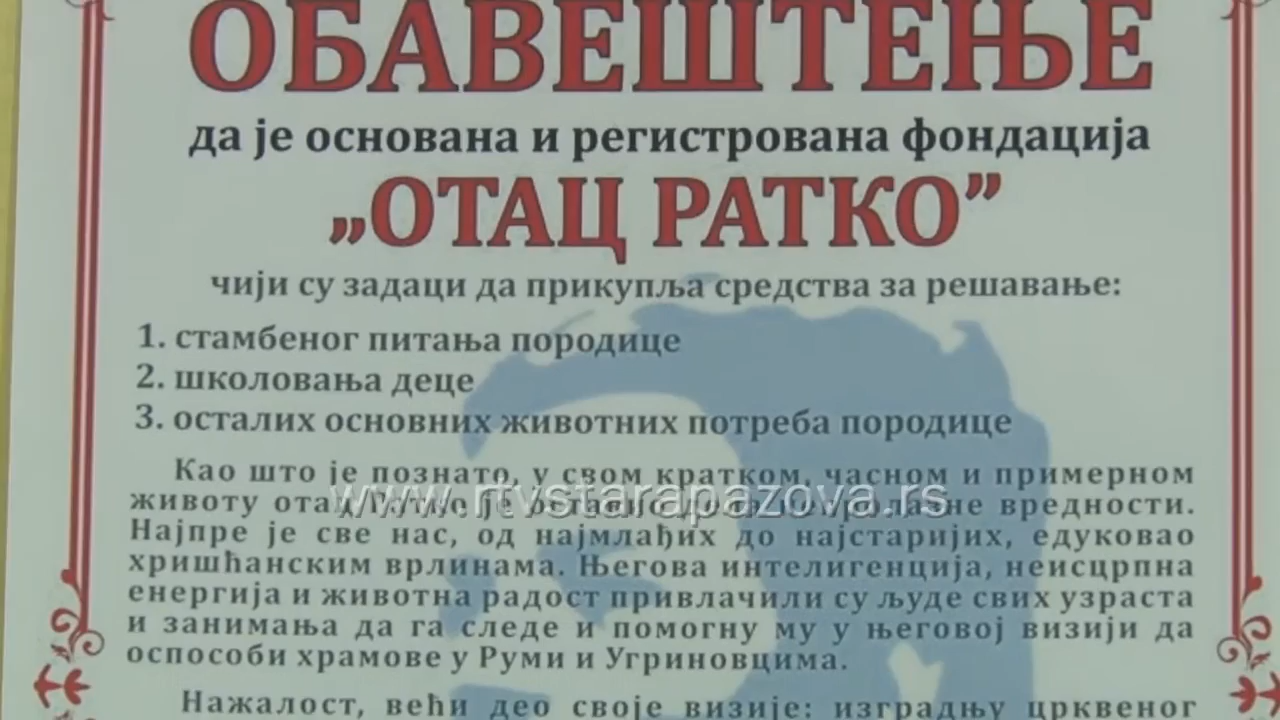 ОБАВЕШТЕЊЕ
да је основана и регистрована фондација
„ОТАЦ РАТКО”
чији су задаци да прикупља средства за решавање:
1. стамбеног питања породице
2. школовања деце
3. осталих основних животних потреба породице
Као што је познато, у свом кратком, часном и примерном
животу отац Ратко је вредности.
www.rtvstarapazova.rs
Најпре је све нас, од најмлађих до најстаријих, едуковао
хришћанским врлинама. Његова интелигенција, неисцрпна
енергија и животна радост привлачили су људе свих узраста
и занимања да га следе и помогну му у његовој визији да
оспособи храмове у Руми и Угриновцима.
Нажалост, већи део своје визије: изградњу црквеног